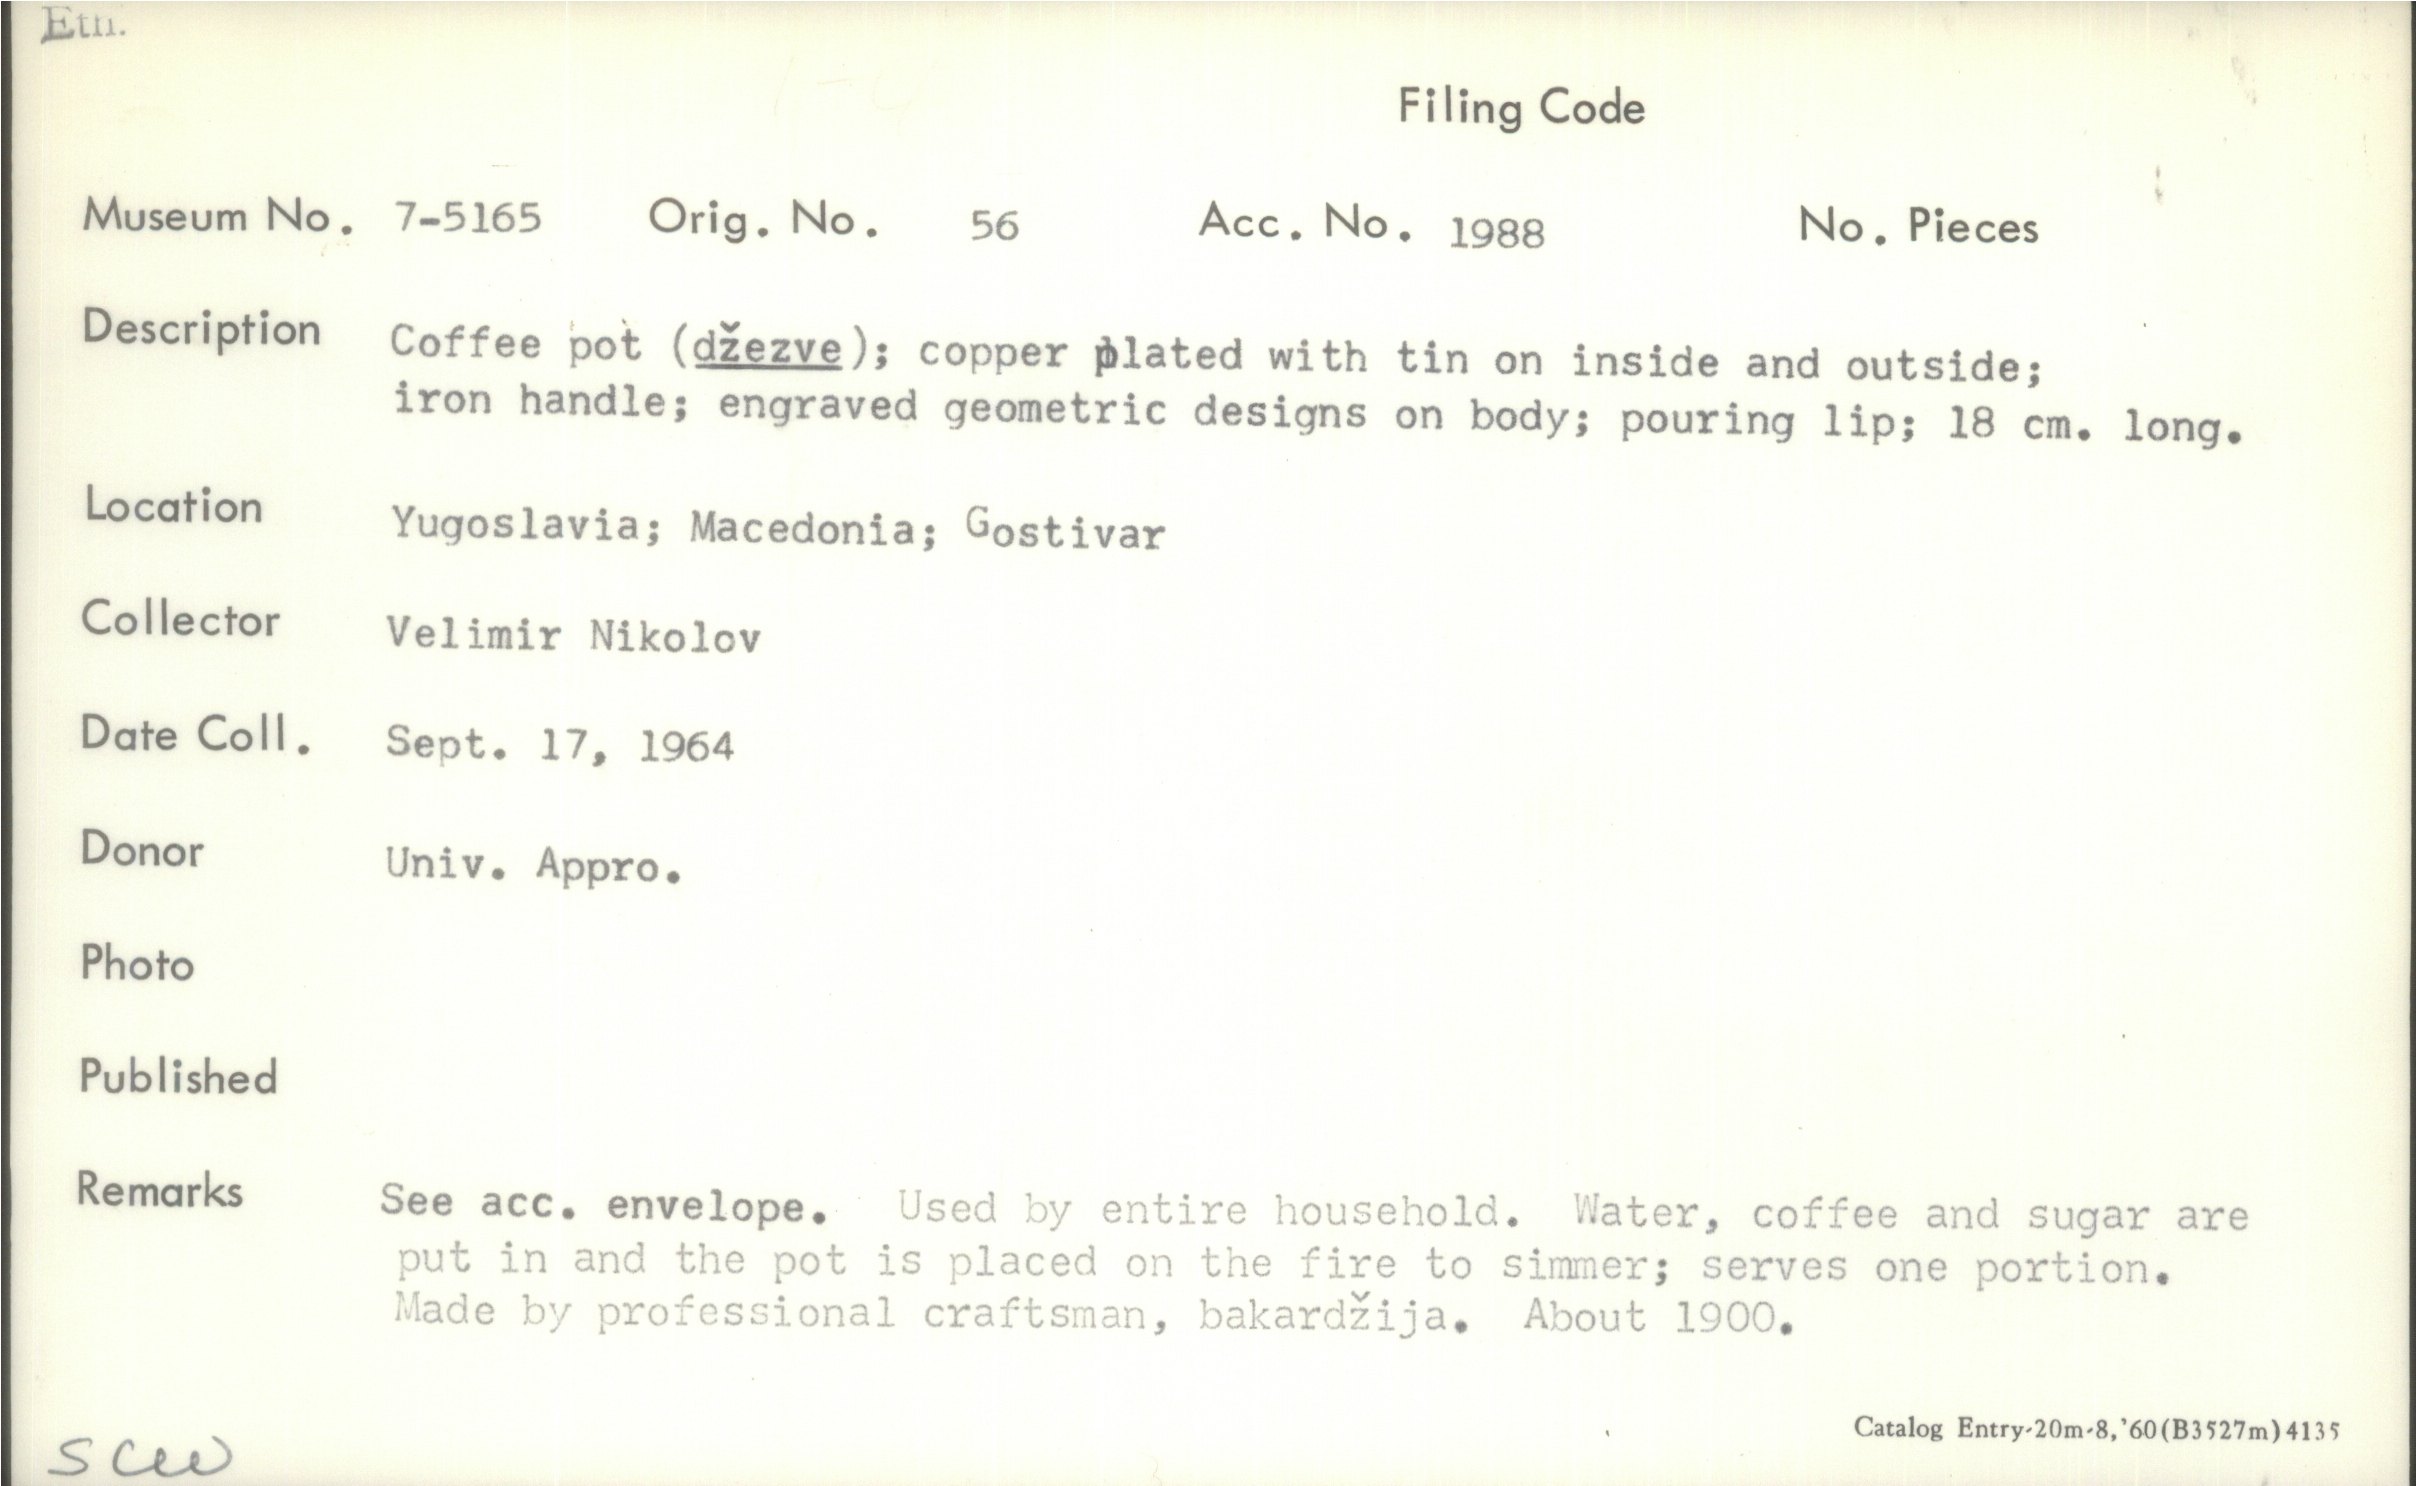 Eth.
Filing Code
Museum No. 7-5165 Orig. No. 56 Acc. No. 1988 No. Pieces
Description Coffee pot (džezve); copper plated with tin on inside and outside;
iron handle; engraved geometric designs on body; pouring lip; 18 cm. long.
Location Yugoslavia; Macedonia; Gostivar
Collector Velimir Nikolov
Date Coll. Sept. 17, 1964
Donor Univ. Appro.
Photo
Published
Remarks See acc. envelope. Used by entire household. Water, coffee and sugar are
put in and the pot is placed on the fire to simmer; serves one portion.
Made by professional craftsman, bakardžija. About 1900.
Catalog Entry-20m-8,'60(B3527m)4135